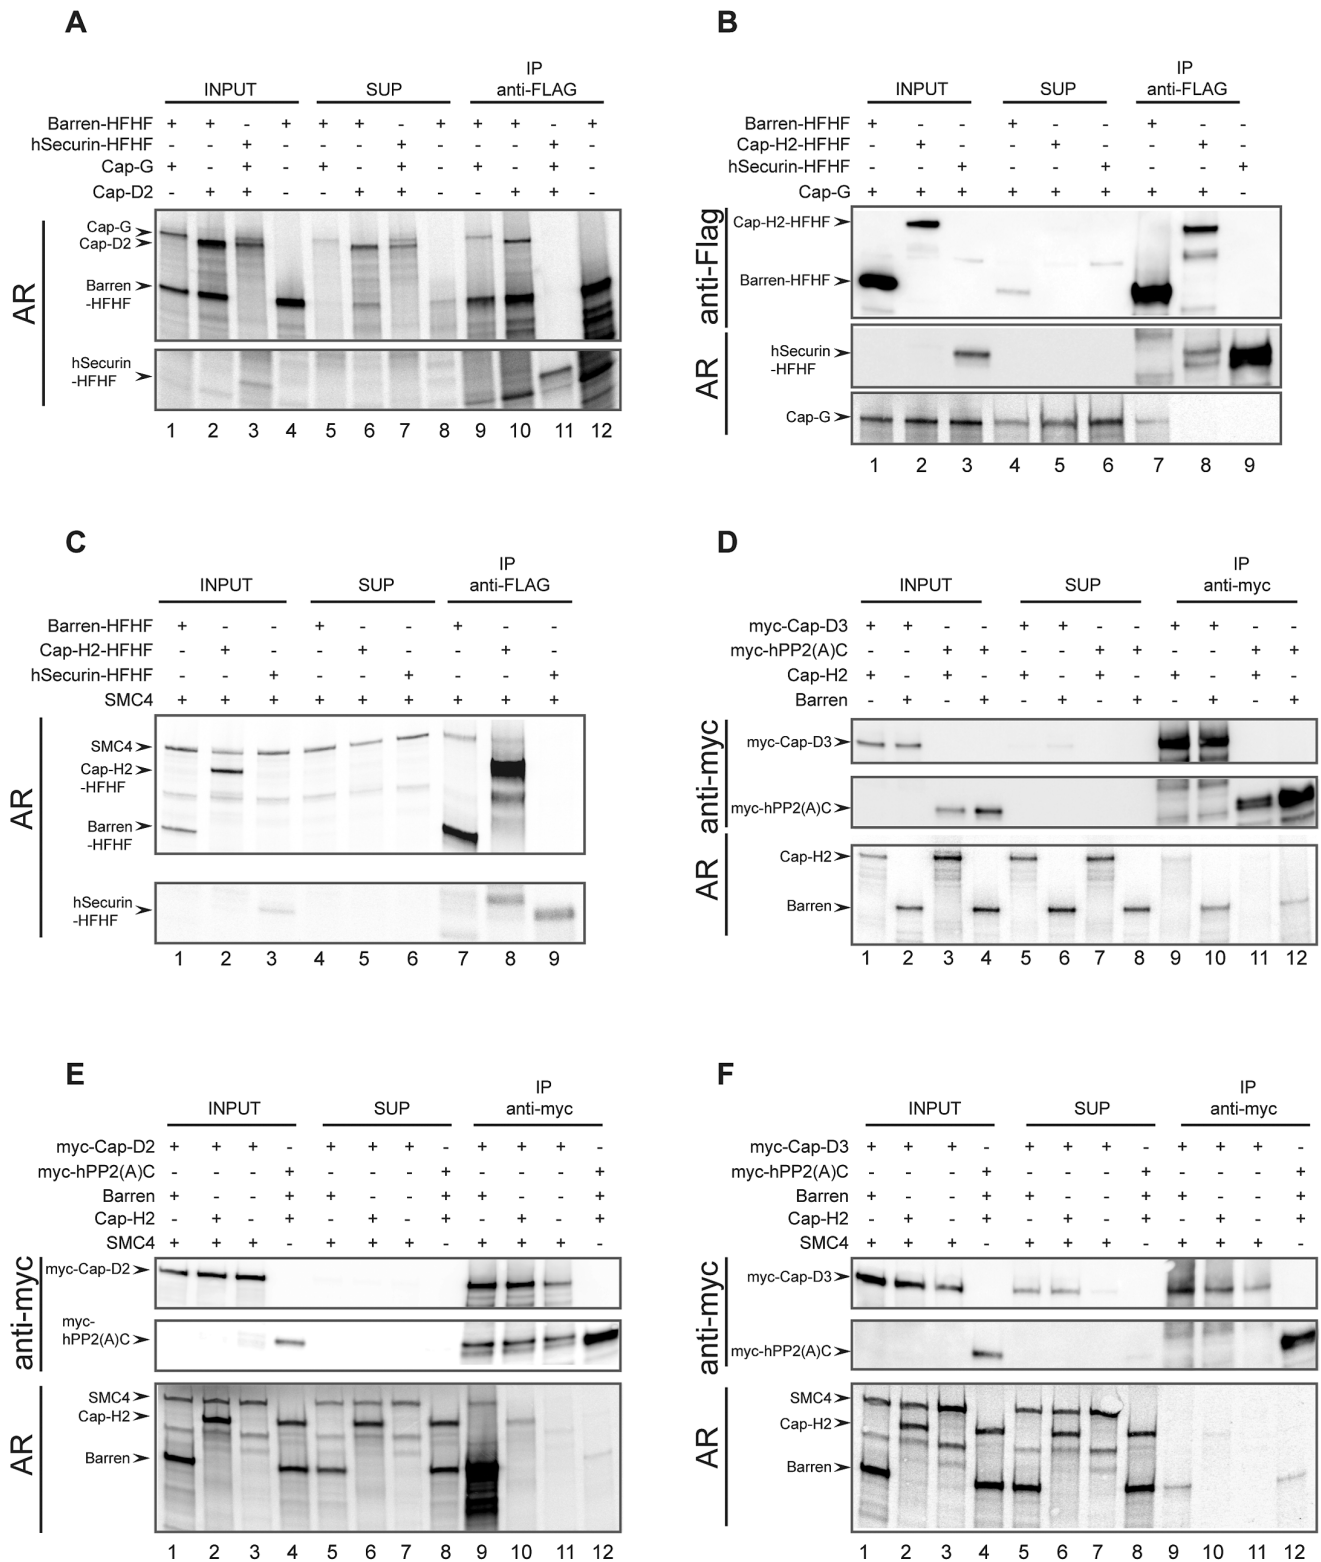 A
INPUT SUP IP
anti-FLAG
Barren-HFHF + + - + + + - + + + - +
hSecurin-HFHF - - + - - - + - - - + -
Cap-G + - + - + - + - + - + -
Cap-D2 - + + - - + + - - + + -
AR
Cap-G
Cap-D2
Barren
-HFHF
hSecurin
-HFHF
1 2 3 4 5 6 7 8 9 10 11 12
B
INPUT SUP IP
anti-FLAG
Barren-HFHF + - - + - - + - -
Cap-H2-HFHF - + - - + - - + -
hSecurin-HFHF - - + - - + - - +
Cap-G + + + + + + + + -
anti-Flag
Cap-H2-HFHF
Barren-HFHF
AR
hSecurin
-HFHF
Cap-G
1 2 3 4 5 6 7 8 9
C
INPUT SUP IP
anti-FLAG
Barren-HFHF + - - + - - + - -
Cap-H2-HFHF - + - - + - - + -
hSecurin-HFHF - - + - - + - - +
SMC4 + + + + + + + + +
AR
SMC4
Cap-H2
-HFHF
Barren
-HFHF
hSecurin
-HFHF
1 2 3 4 5 6 7 8 9
D
INPUT SUP IP
anti-myc
myc-Cap-D3 + + - - + + - - + + - -
myc-hPP2(A)C - - + + - - + + - - + +
Cap-H2 + - + - + - + - + - + -
Barren - + - + - + - + - + - +
anti-myc
myc-Cap-D3
myc-hPP2(A)C
AR
Cap-H2
Barren
1 2 3 4 5 6 7 8 9 10 11 12
E
INPUT SUP IP
anti-myc
myc-Cap-D2 + + + - + + + - + + + -
myc-hPP2(A)C - - - + - - - + - - - +
Barren + - - + + - - + + - - +
Cap-H2 - + - + - + - + - + - +
SMC4 + + + - + + + - + + + -
anti-myc
myc-Cap-D2
myc-
hPP2(A)C
AR
SMC4
Cap-H2
Barren
1 2 3 4 5 6 7 8 9 10 11 12
F
INPUT SUP IP
anti-myc
myc-Cap-D3 + + + - + + + - + + + -
myc-hPP2(A)C - - - + - - - + - - - +
Barren + - - + + - - + + - - +
Cap-H2 - + - + - + - + - + - +
SMC4 + + + - + + + - + + + -
anti-myc
myc-Cap-D3
myc-hPP2(A)C
AR
SMC4
Cap-H2
Barren
1 2 3 4 5 6 7 8 9 10 11 12